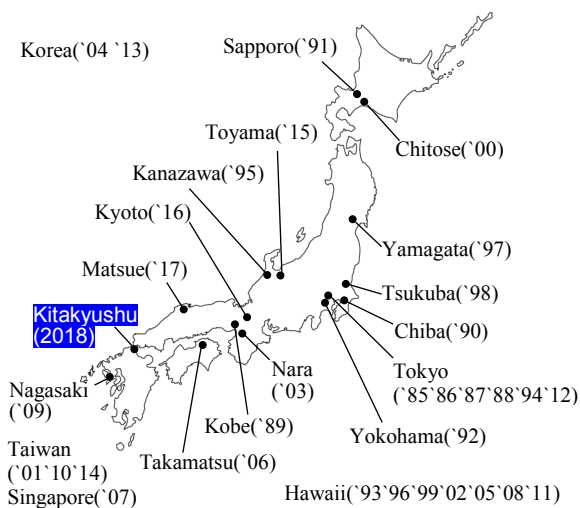 Korea(`04 `13)
Sapporo(`91)
Toyama(`15)
Chitose(`00)
Kanazawa(`95)
Kyoto(`16)
Yamagata(`97)
Matsue(`17)
Tsukuba(`98)
Kitakyushu
(2018)
Chiba(`90)
Nara
(`03)
Tokyo
(`85`86`87`88`94`12)
Nagasaki
(`09)
Kobe(`89)
Yokohama(`92)
Taiwan
(`01`10`14)
Takamatsu(`06)
Singapore(`07)
Hawaii(`93`96`99`02`05`08`11)